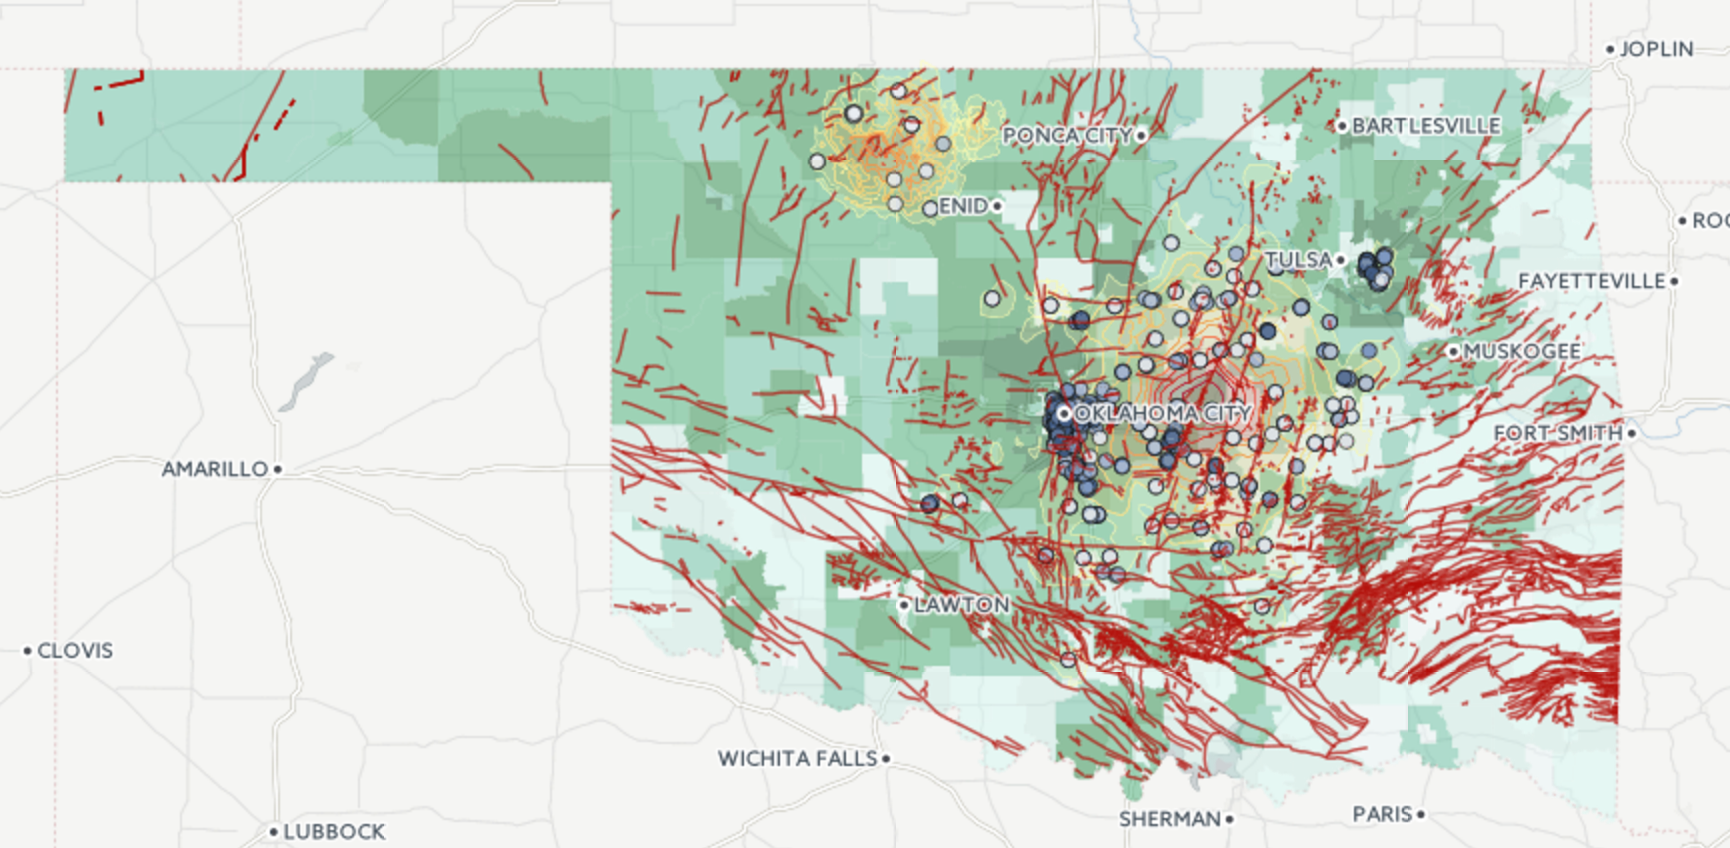 JOPLIN
PONCA CITY
BARTLESVILLE
ENID
ROG
TULSA
FAYETTEVILLE
MUSKOGEE
OKLAHOMA CITY
FORT SMITH
AMARILLO
LAWTON
CLOVIS
WICHITA FALLS
SHERMAN
PARIS
LUBBOCK